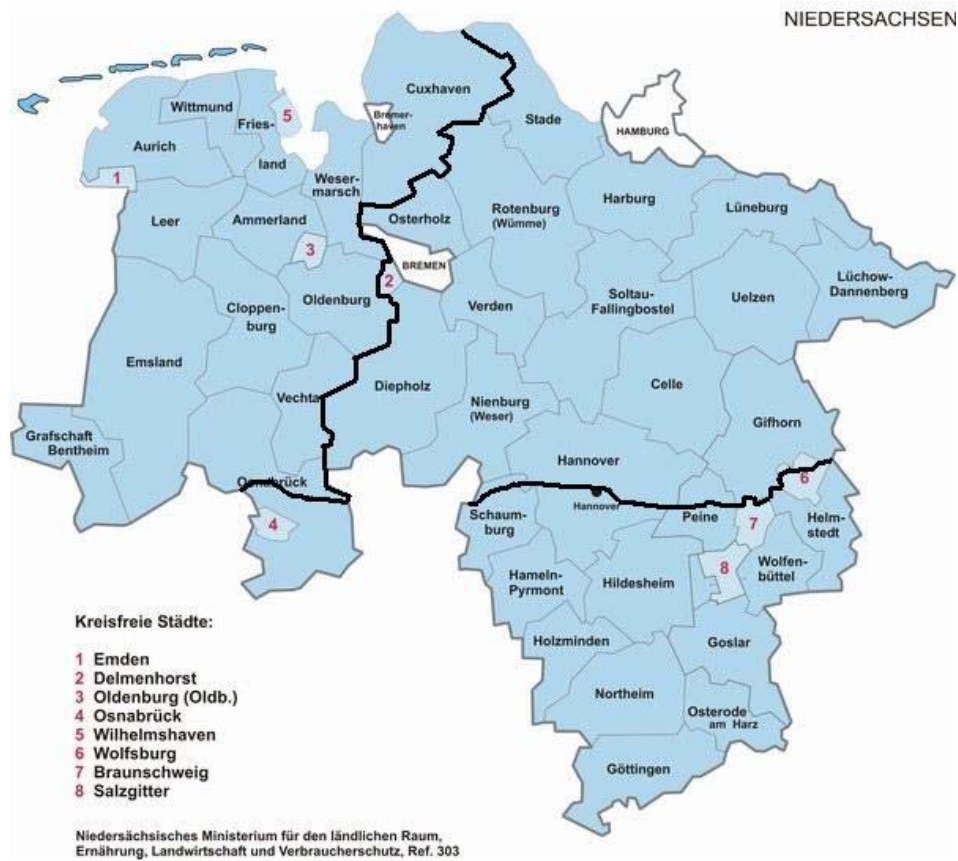 NIEDERSACHSEN
Cuxhaven
Wittmund
Bremer-
haven
5
Fries-
land
Stade
HAMBURG
Aurich
1
Weser-
marsch
Leer
Ammerland
Osterholz
Rotenburg
(Wümme)
Harburg
Lüneburg
3
BREMEN
2
Oldenburg
Lüchow-
Dannenberg
Cloppen-
burg
Verden
Soltau-
Fallingbostel
Uelzen
Emsland
Vechta
Diepholz
Nienburg
(Weser)
Celle
Gifhorn
Grafschaft
Bentheim
Hannover
Osnabrück
6
Hannover
Schaum-
burg
Peine
7
Helm-
stedt
4
8
Wolfen-
büttel
Hameln-
Pyrmont
Hildesheim
Holzminden
Goslar
Northeim
Osterode
am Harz
Göttingen
Kreisfreie Städte:
1 Emden
2 Delmenhorst
3 Oldenburg (Oldb.)
4 Osnabrück
5 Wilhelmshaven
6 Wolfsburg
7 Braunschweig
8 Salzgitter
Niedersächsisches Ministerium für den ländlichen Raum,
Ernährung, Landwirtschaft und Verbraucherschutz, Ref. 303